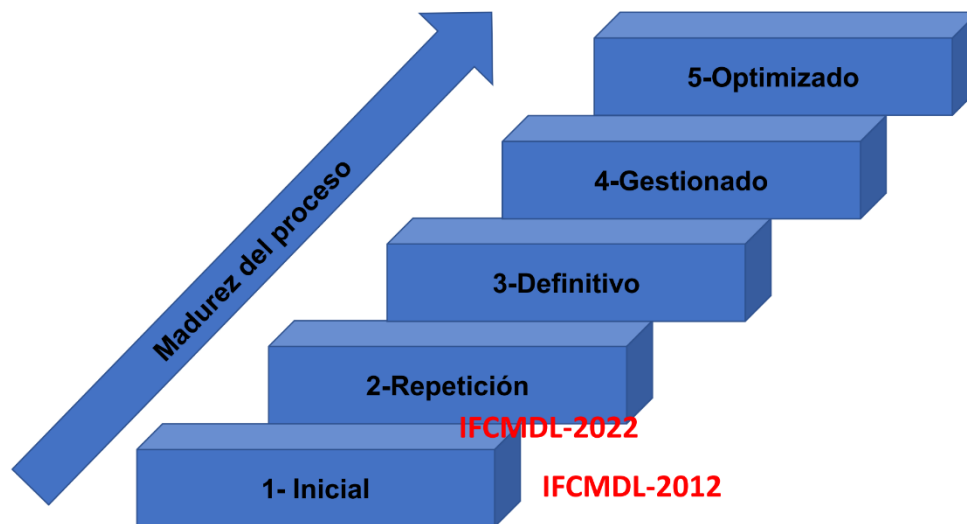 5-Optimizado
4-Gestionado
Madurez del proceso
3-Definitivo
2-Repetición
IFCMDL-2022
1- Inicial
IFCMDL-2012